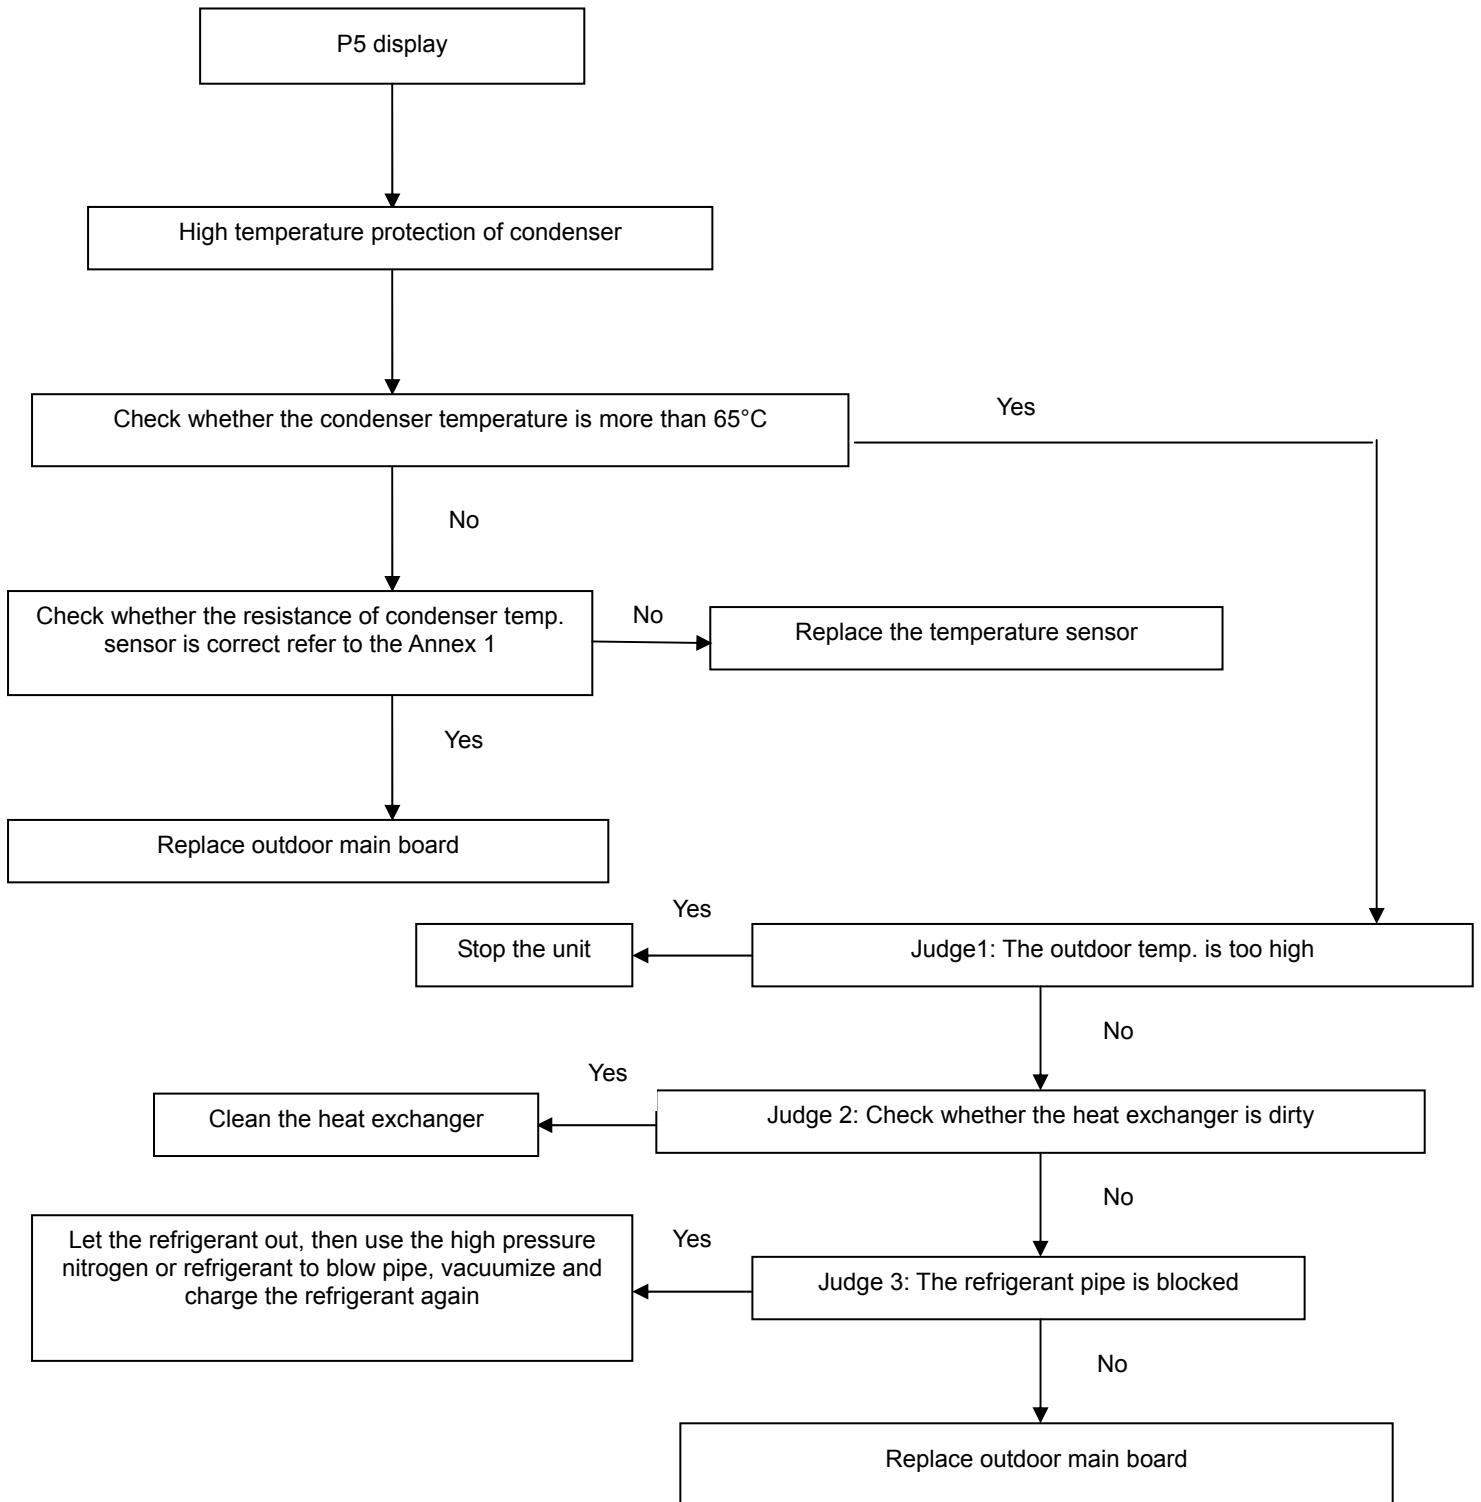 P5 display
High temperature protection of condenser
Check whether the condenser temperature is more than 65°C
Yes
No
Check whether the resistance of condenser temp.
sensor is correct refer to the Annex 1
No
Replace the temperature sensor
Yes
Replace outdoor main board
Yes
Stop the unit
Judge1: The outdoor temp. is too high
No
Yes
Clean the heat exchanger
Judge 2: Check whether the heat exchanger is dirty
No
Let the refrigerant out, then use the high pressure
nitrogen or refrigerant to blow pipe, vacuumize and
charge the refrigerant again
Yes
Judge 3: The refrigerant pipe is blocked
No
Replace outdoor main board